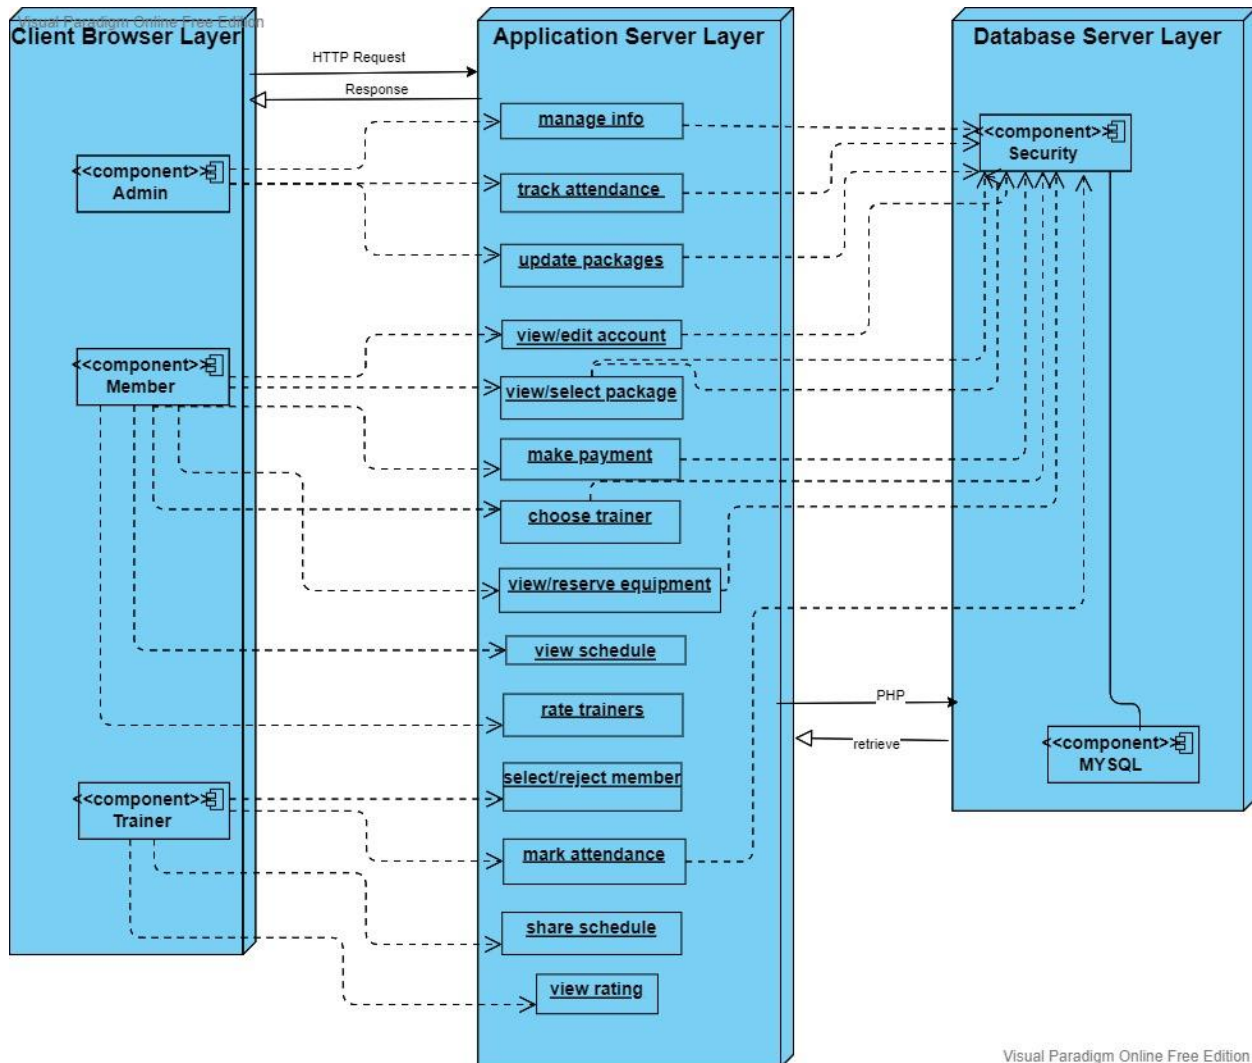 Visual Paradigm Online Free Edition
Client Browser Layer
Application Server Layer
Database Server Layer
HTTP Request
Response
manage info
<<component>>
Security
<<component>>
Admin
track attendance
update packages
view/edit account
<<component>>
Member
view/select package
make payment
choose trainer
view/reserve equipment
view schedule
rate trainers
PHP
retrieve
<<component>>
MYSQL
select/reject member
<<component>>
Trainer
mark attendance
share schedule
view rating
Visual Paradigm Online Free Edition